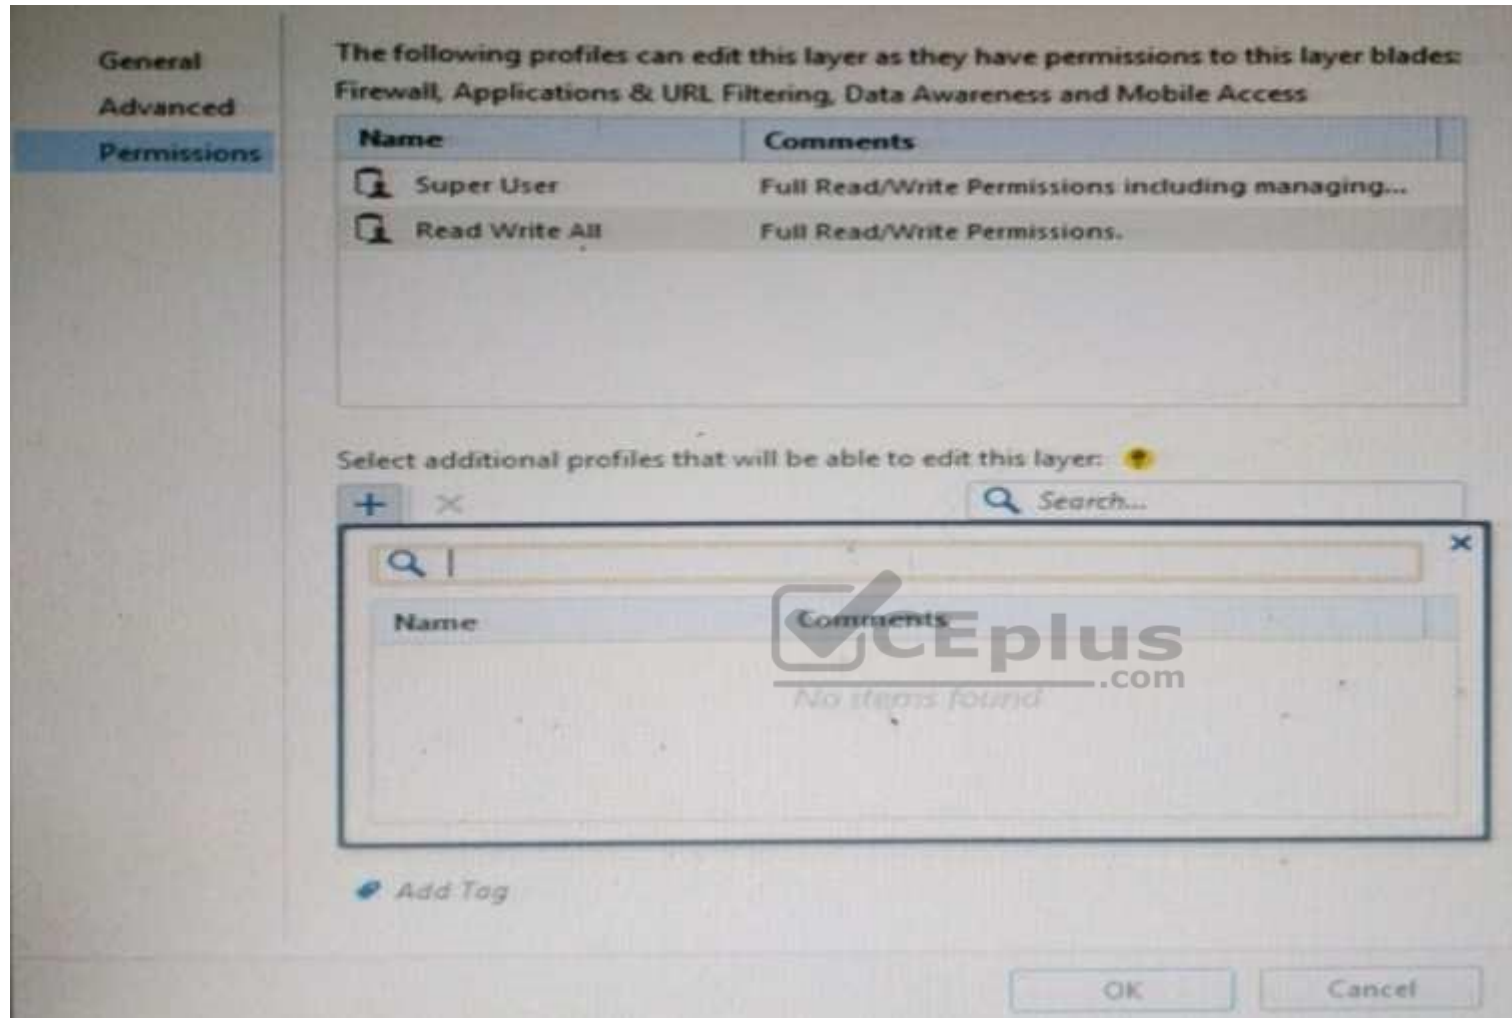 General
Advanced
Permissions
The following profiles can edit this layer as they have permissions to this layer blades:
Firewall, Applications & URL Filtering, Data Awareness and Mobile Access
Name Comments
Super User Full Read/Write Permissions including managing...
Read Write All Full Read/Write Permissions.
Select additional profiles that will be able to edit this layer:
Search...
Name Comments
CEplus
.com
No items found
Add Tag
OK Cancel